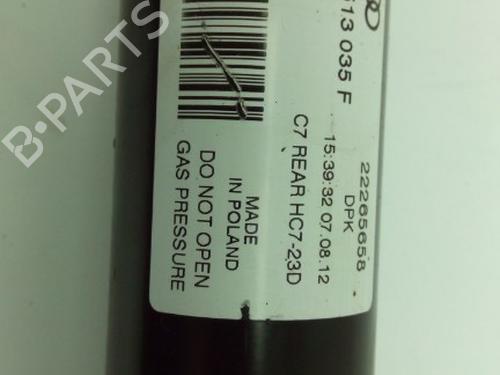 513 035 F
22265658
DPK
15:39:32 07.08.12
C7 REAR HC7-23D
MADE
IN POLAND
DO NOT OPEN
GAS PRESSURE
B-PARTS